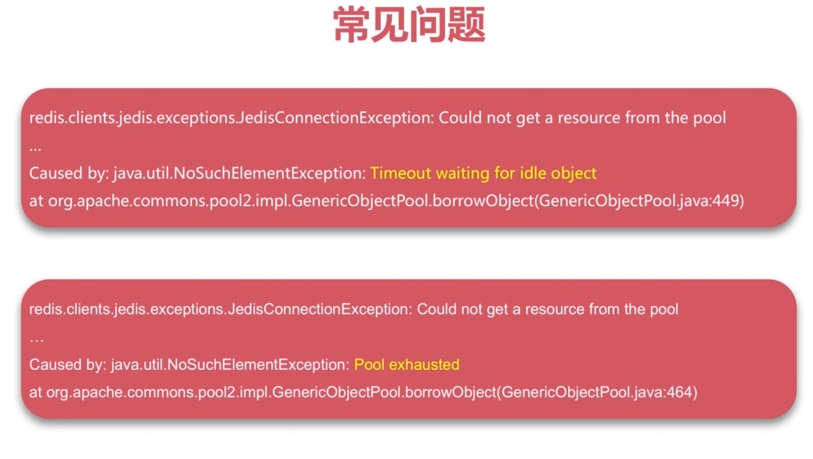 常见问题
redis.clients.jedis.exceptions.JedisConnectionException: Could not get a resource from the pool
...
Caused by: java.util.NoSuchElementException: Timeout waiting for idle object
at org.apache.commons.pool2.impl.GenericObjectPool.borrowObject(GenericObjectPool.java:449)
redis.clients.jedis.exceptions.JedisConnectionException: Could not get a resource from the pool
…
Caused by: java.util.NoSuchElementException: Pool exhausted
at org.apache.commons.pool2.impl.GenericObjectPool.borrowObject(GenericObjectPool.java:464)